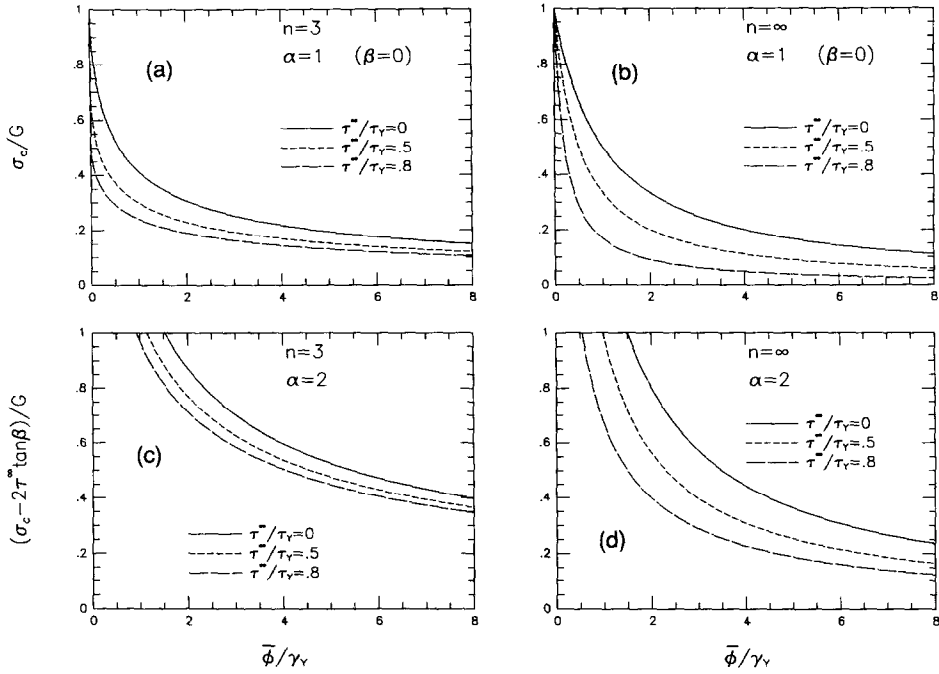 n=3
α=1 (β=0)
(a)
τ∞/τY=0
τ∞/τY=.5
τ∞/τY=.8
σc/G
1
.8
.6
.4
.2
0
0 2 4 6 8
n=∞
α=1 (β=0)
(b)
τ∞/τY=0
τ∞/τY=.5
τ∞/τY=.8
1
.8
.6
.4
.2
0
0 2 4 6 8
n=3
α=2
(c)
τ∞/τY=0
τ∞/τY=.5
τ∞/τY=.8
(σc−2τ∞tanβ)/G
1
.8
.6
.4
.2
0
0 2 4 6 8
ϕ̅/γY
n=∞
α=2
τ∞/τY=0
τ∞/τY=.5
τ∞/τY=.8
(d)
1
.8
.6
.4
.2
0
0 2 4 6 8
ϕ̅/γY